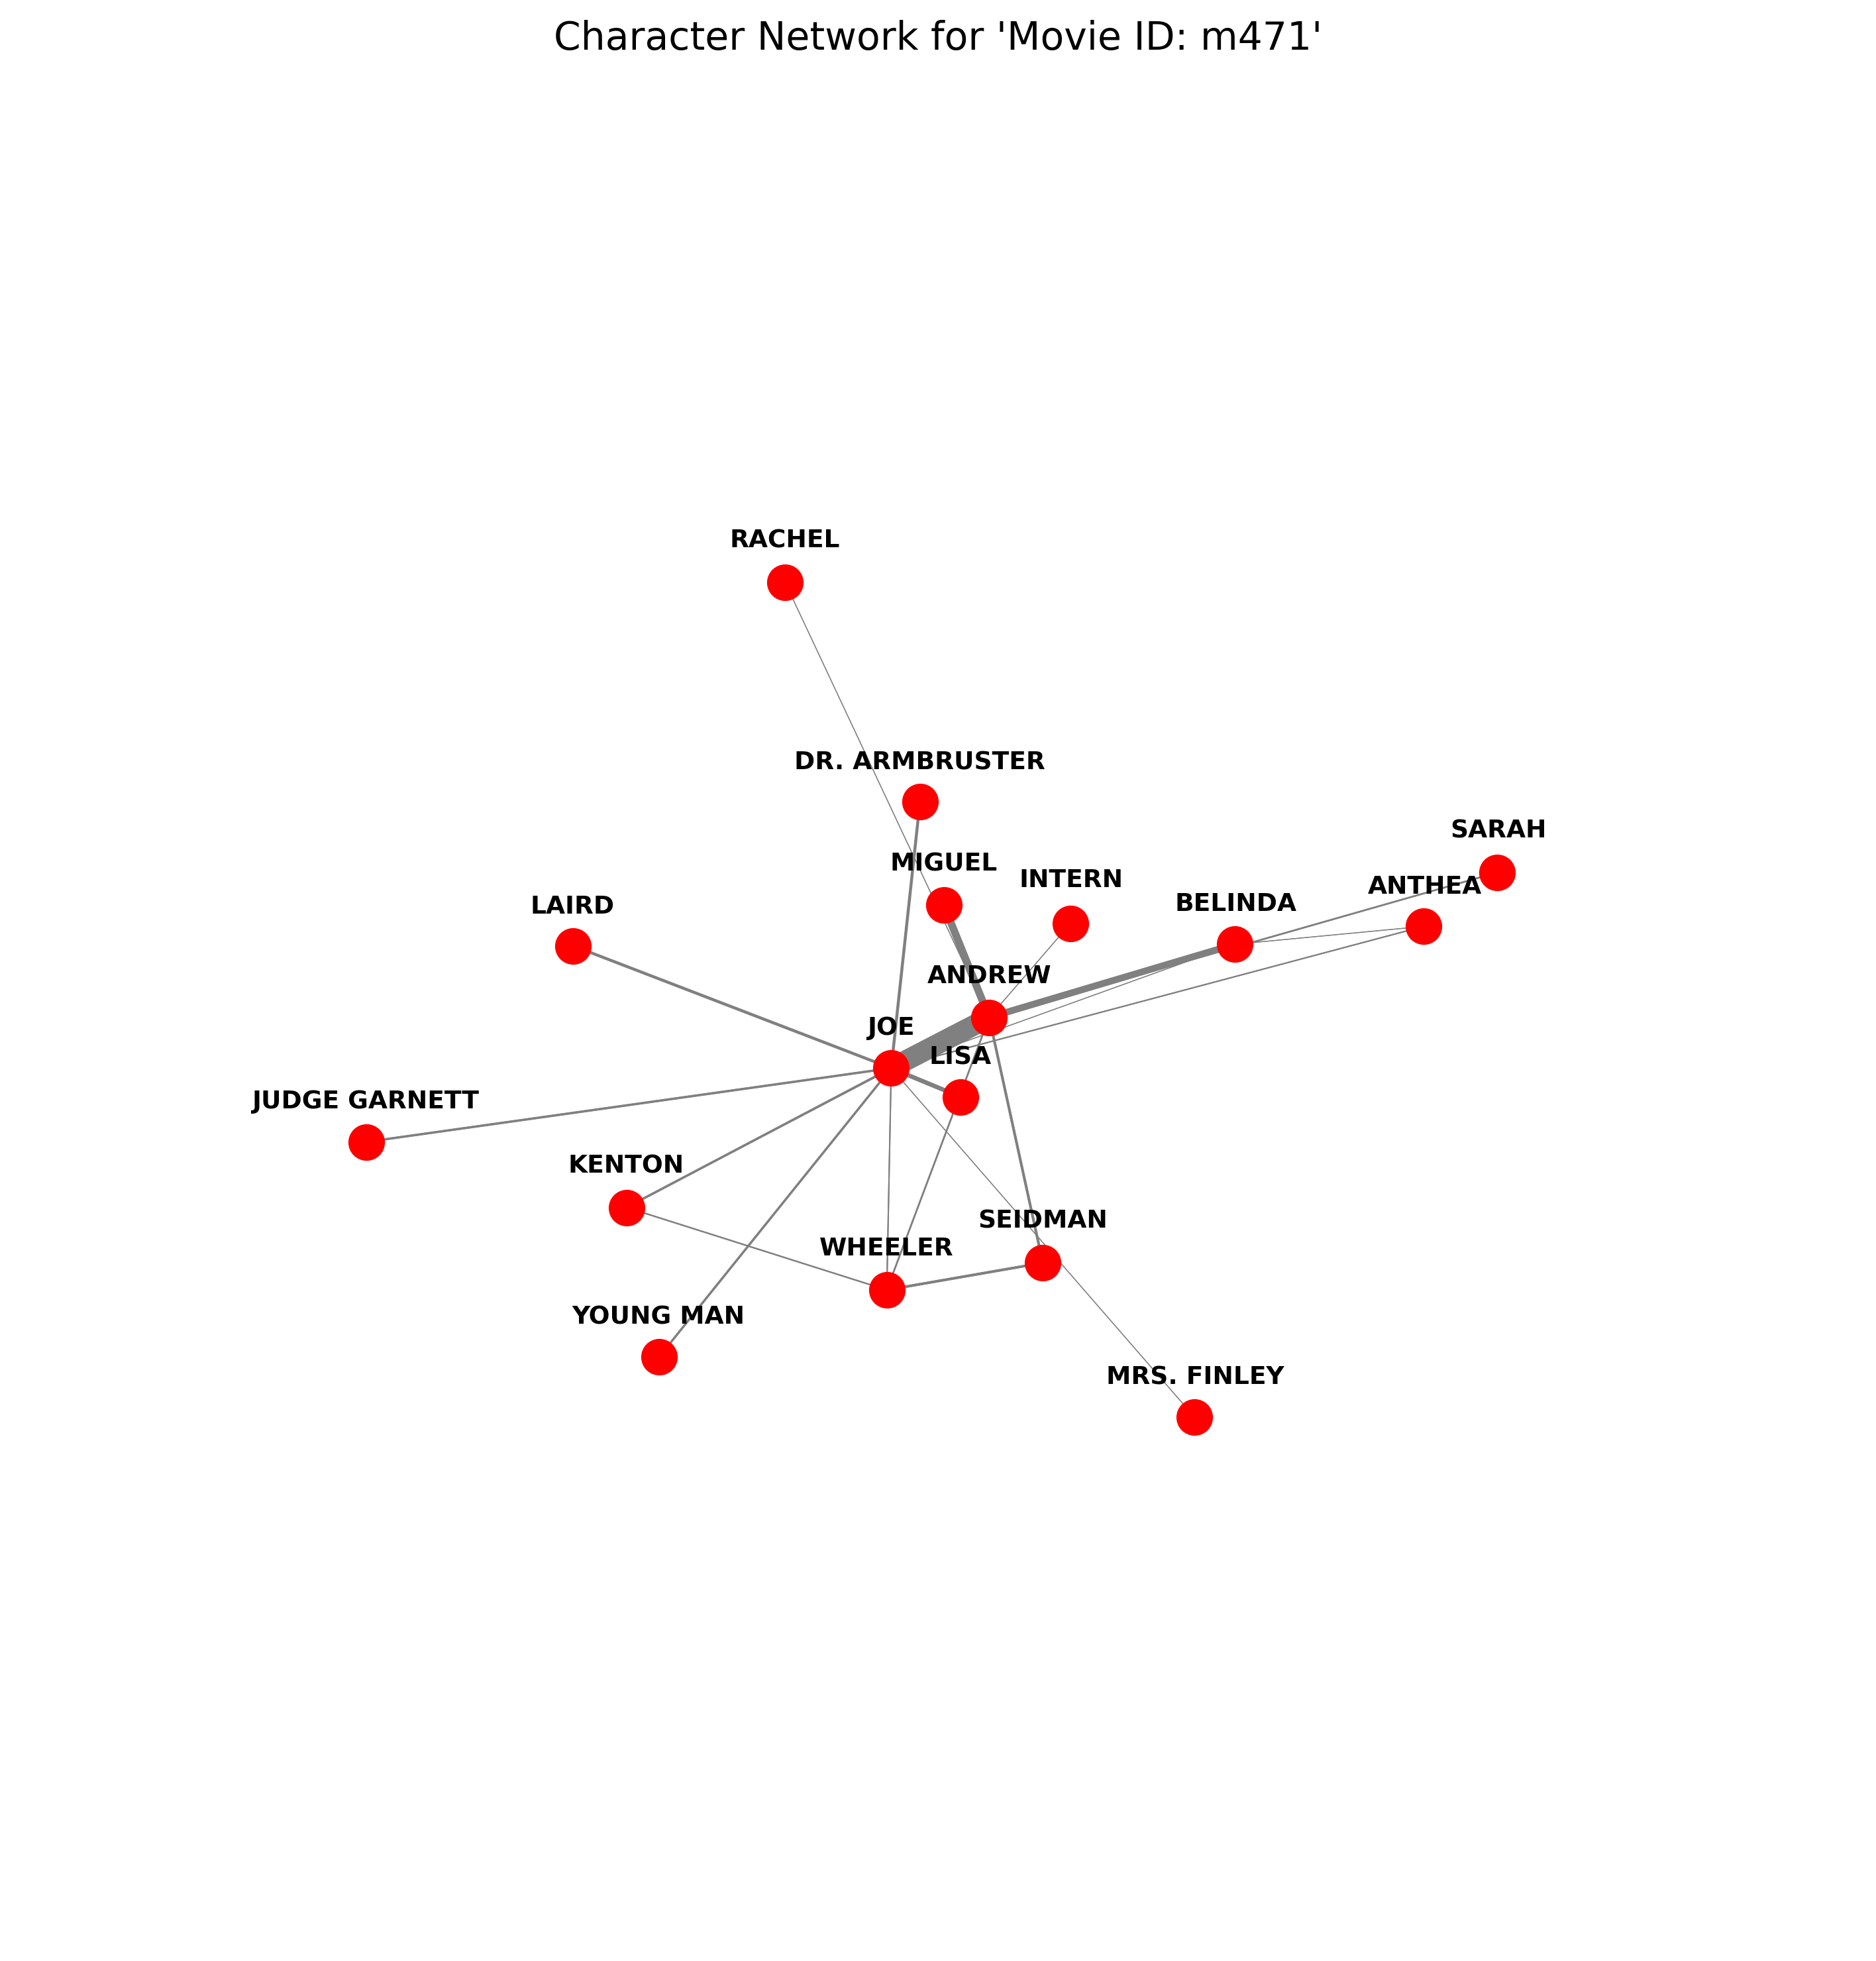 Character Network for 'Movie ID: m471'
RACHEL
DR. ARMBRUSTER
SARAH
MIGUEL
INTERN
ANTHEA
BELINDA
LAIRD
ANDREW
JOE
LISA
JUDGE GARNETT
KENTON
SEIDMAN
WHEELER
YOUNG MAN
MRS. FINLEY